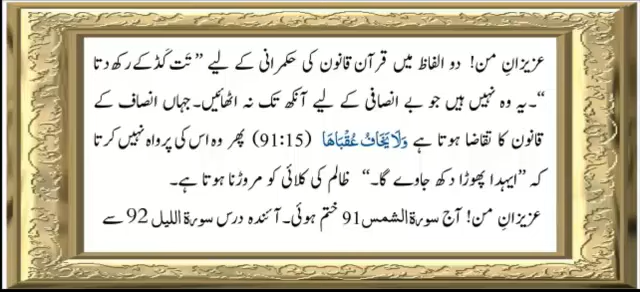 عزیزانِ من! دو الفاظ میں قرآن قانون کی حکمرانی کے لیے ”تَت کَڈ کے رکھ دتا
“۔ یہ وہ نہیں ہیں جو بے انصافی کے لیے آنکھ تک نہ اٹھائیں۔ جہاں انصاف کے
قانون کا تقاضا ہوتا ہے وَلَا يَخَافُ عُقْبَاهَا (91:15) پھر وہ اس کی پرواہ نہیں کرتا
کہ ”ایہدا پھوڑا دکھ جاوے گا۔“ ظالم کی کلائی کو مروڑنا ہوتا ہے۔
عزیزانِ من! آج سورۃ الشمس 91 ختم ہوئی۔ آئندہ درس سورۃ اللیل 92 سے